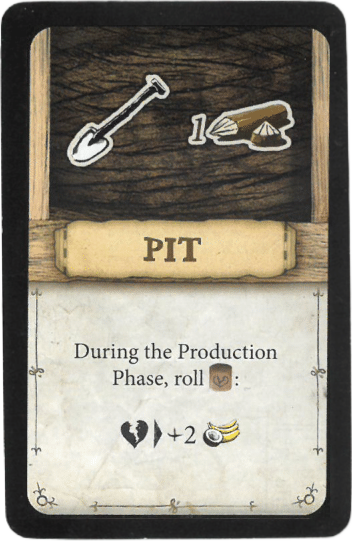 1
PIT
During the Production
Phase, roll :
+2